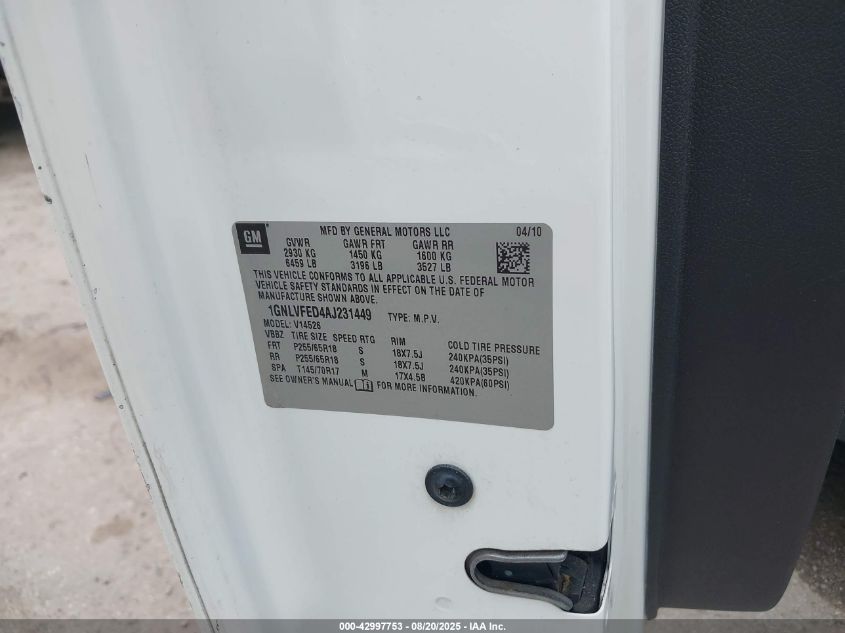 GM
MFD BY GENERAL MOTORS LLC 04/10
GVWR GAWR FRT GAWR RR
2930 KG 1450 KG 1600 KG
6459 LB 3196 LB 3527 LB
THIS VEHICLE CONFORMS TO ALL APPLICABLE U.S. FEDERAL MOTOR
VEHICLE SAFETY STANDARDS IN EFFECT ON THE DATE OF
MANUFACTURE SHOWN ABOVE.
1GNLVFED4AJ231449 TYPE: M.P.V.
MODEL: V14526
VBBZ TIRE SIZE SPEED RTG RIM COLD TIRE PRESSURE
FRT P255/65R18 S 18X7.5J 240KPA(35PSI)
RR P255/65R18 S 18X7.5J 240KPA(35PSI)
SPA T145/70R17 M 17X4.5B 420KPA(60PSI)
SEE OWNER'S MANUAL FOR MORE INFORMATION.
000-42997753 - 08/20/2025 - IAA Inc.